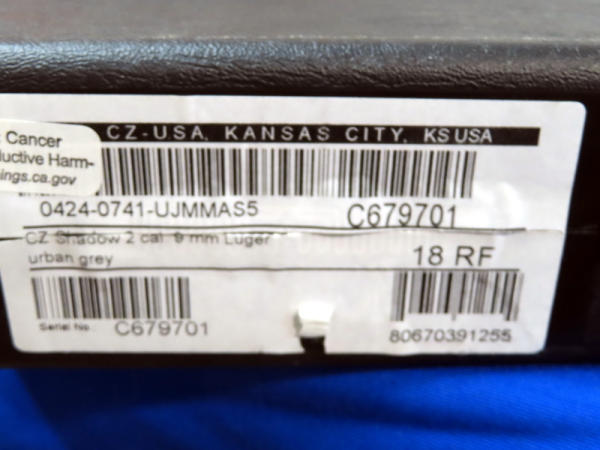 CZ-USA, KANSAS CITY, KS USA
Cancer
ductive Harm-
ings.ca.gov
0424-0741-UJMMAS5 C679701
CZ Shadow 2 cal. 9 mm Luger
urban grey 18 RF
Serial No.: C679701
80670391255